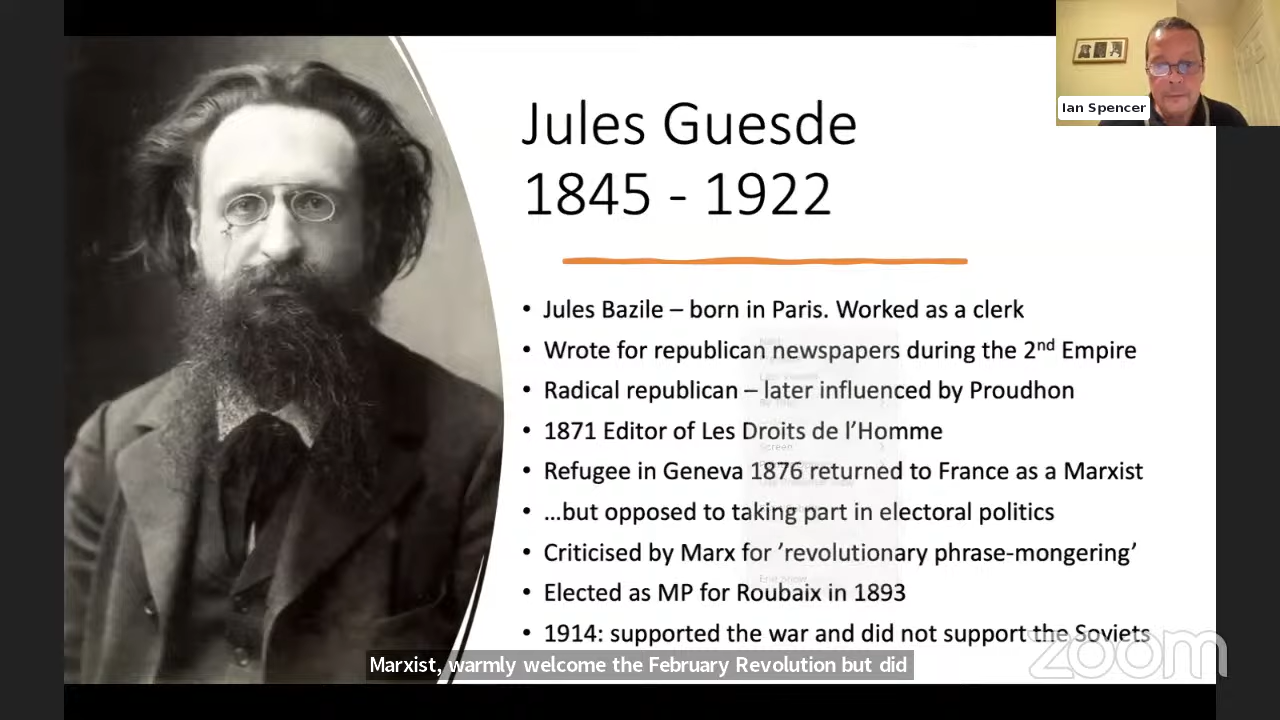 Ian Spencer
Jules Guesde
1845 - 1922
• Jules Bazile – born in Paris. Worked as a clerk
• Wrote for republican newspapers during the 2nd Empire
• Radical republican – later influenced by Proudhon
• 1871 Editor of Les Droits de l’Homme
• Refugee in Geneva 1876 returned to France as a Marxist
• …but opposed to taking part in electoral politics
• Criticised by Marx for ’revolutionary phrase-mongering’
• Elected as MP for Roubaix in 1893
• 1914: supported the war and did not support the Soviets
Screen
End Show
Marxist, warmly welcome the February Revolution but did
zoom